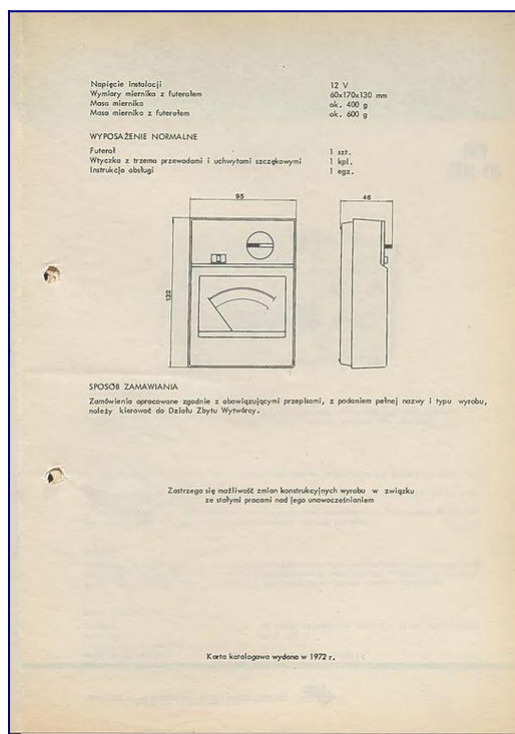 Napięcie instalacji 12 V
Wymiary miernika z futerałem 60x170x130 mm
Masa miernika ok. 400 g
Masa miernika z futerałem ok. 600 g
WYPOSAŻENIE NORMALNE
Futerał 1 szt.
Wtyczka z trzema przewodami i uchwytami szczękowymi 1 kpl.
Instrukcja obsługi 1 egz.
95
46
132
SPOSÓB ZAMAWIANIA
Zamówienia opracowane zgodnie z obowiązującymi przepisami, z podaniem pełnej nazwy i typu wyrobu,
należy kierować do Działu Zbytu Wytwórcy.
Zastrzega się możliwość zmian konstrukcyjnych wyrobu w związku
ze stałymi pracami nad jego unowocześnianiem
Karta katalogowa wydana w 1972 r.